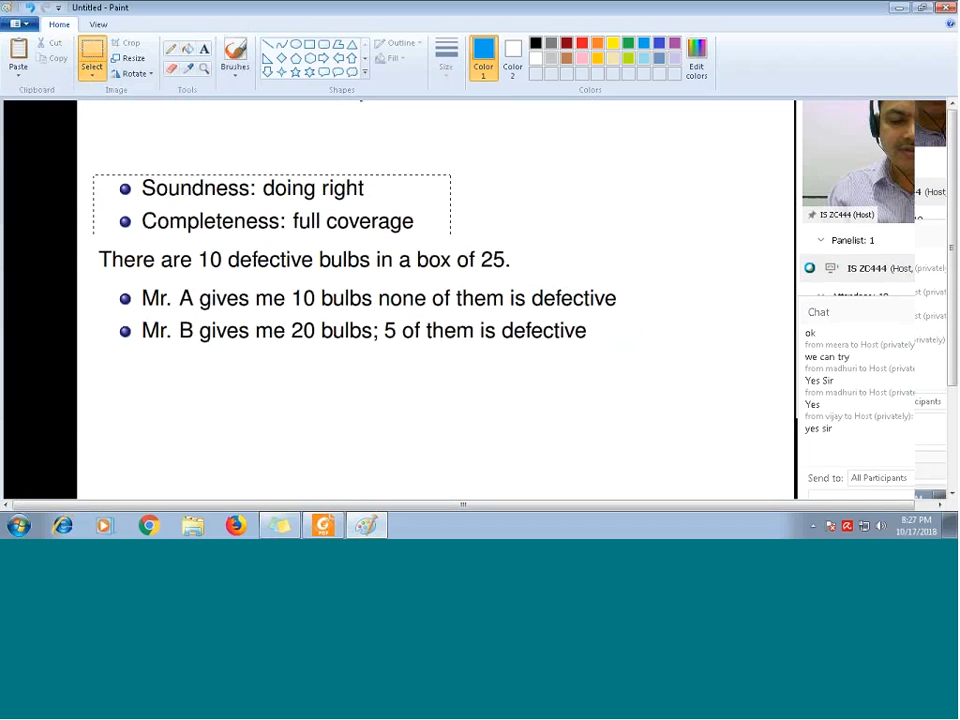 Untitled - Paint
Home
View
Paste
Cut
Copy
Clipboard
Select
Crop
Resize
Rotate
Image
Tools
Brushes
Shapes
Outline
Fill
Size
Color 1
Color 2
Edit colors
Colors
Soundness: doing right
Completeness: full coverage
There are 10 defective bulbs in a box of 25.
Mr. A gives me 10 bulbs none of them is defective
Mr. B gives me 20 bulbs; 5 of them is defective
4 (Host
IS ZC444 (Host)
Panelist: 1
IS ZC444 (Host,
privately
Chat
ok
from meera to Host (privately
we can try
from madhuri to Host (privat
Yes Sir
from madhuri to Host (privat
Yes
from vijay to Host (privately):
yes sir
Send to:
All Participants
8:27 PM
10/17/2018